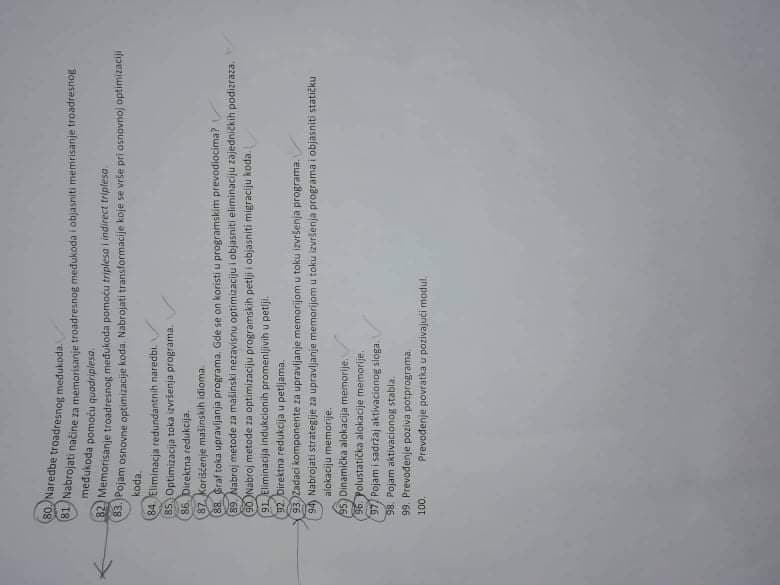 80. Naredbe troadresnog međukoda.
81. Nabrojati načine za memorisanje troadresnog međukoda i objasniti memrisanje troadresnog
međukoda pomoću quadriplesa.
82. Memorisanje troadresnog međukoda pomoću triplesa i indirect triplesa.
83. Pojam osnovne optimizacije koda. Nabrojati transformacije koje se vrše pri osnovnoj optimizaciji
koda.
84. Eliminacja redundantnih naredbi.
85. Optimizacija toka izvršenja programa.
86. Direktna redukcija.
87. Korišćenje mašinskih idioma.
88. Graf toka upravljanja programa. Gde se on koristi u programskim prevodiocima?
89. Nabroj metode za mašinski nezavisnu optimizaciju i objasniti eliminaciju zajedničkih podizraza.
90. Nabroj metode za optimizaciju programskih petlji i objasniti migraciju koda.
91. Eliminacija indukcionih promenljivih u petlji.
92. Direktna redukcija u petljama.
93. Zadaci komponente za upravljanje memorijom u toku izvršenja programa.
94. Nabrojati strategije za upravljanje memorijom u toku izvršenja programa i objasniti statičku
alokaciju memorije.
95. Dinamička alokacija memorije.
96. Polustatička alokacije memorije.
97. Pojam i sadržaj aktivacionog sloga.
98. Pojam aktivacionog stabla.
99. Prevođenje poziva potprograma.
100. Prevođenje povratka u pozivajući modul.